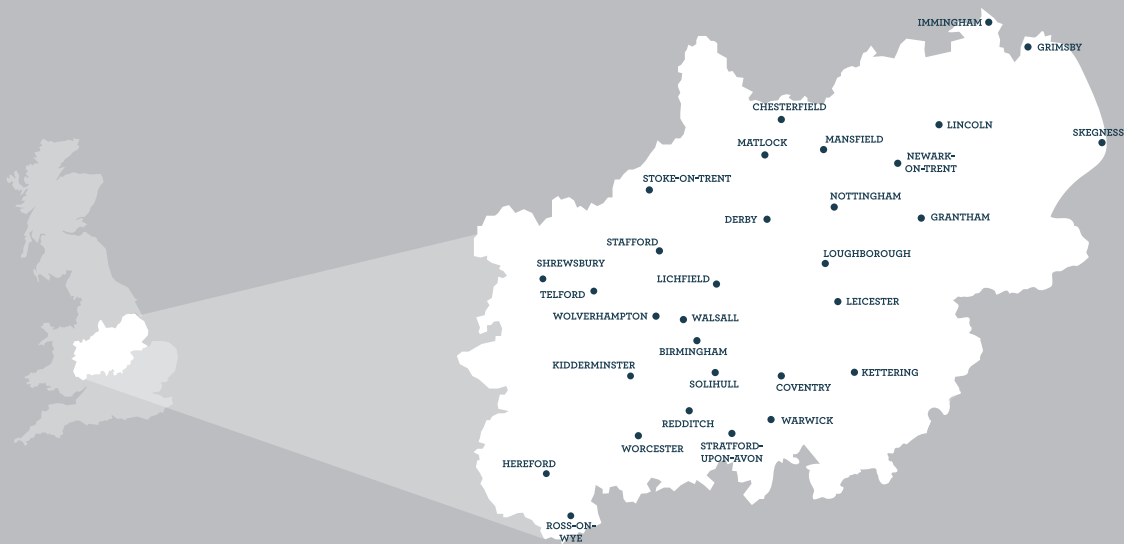 IMMINGHAM
GRIMSBY
CHESTERFIELD
LINCOLN
SKEGNESS
MATLOCK
MANSFIELD
NEWARK-
ON-TRENT
STOKE-ON-TRENT
NOTTINGHAM
DERBY
GRANTHAM
STAFFORD
LOUGHBOROUGH
SHREWSBURY
LICHFIELD
TELFORD
LEICESTER
WOLVERHAMPTON
WALSALL
BIRMINGHAM
KIDDERMINSTER
KETTERING
SOLIHULL
COVENTRY
REDDITCH
WARWICK
WORCESTER
STRATFORD-
UPON-AVON
HEREFORD
ROSS-ON-
WYE